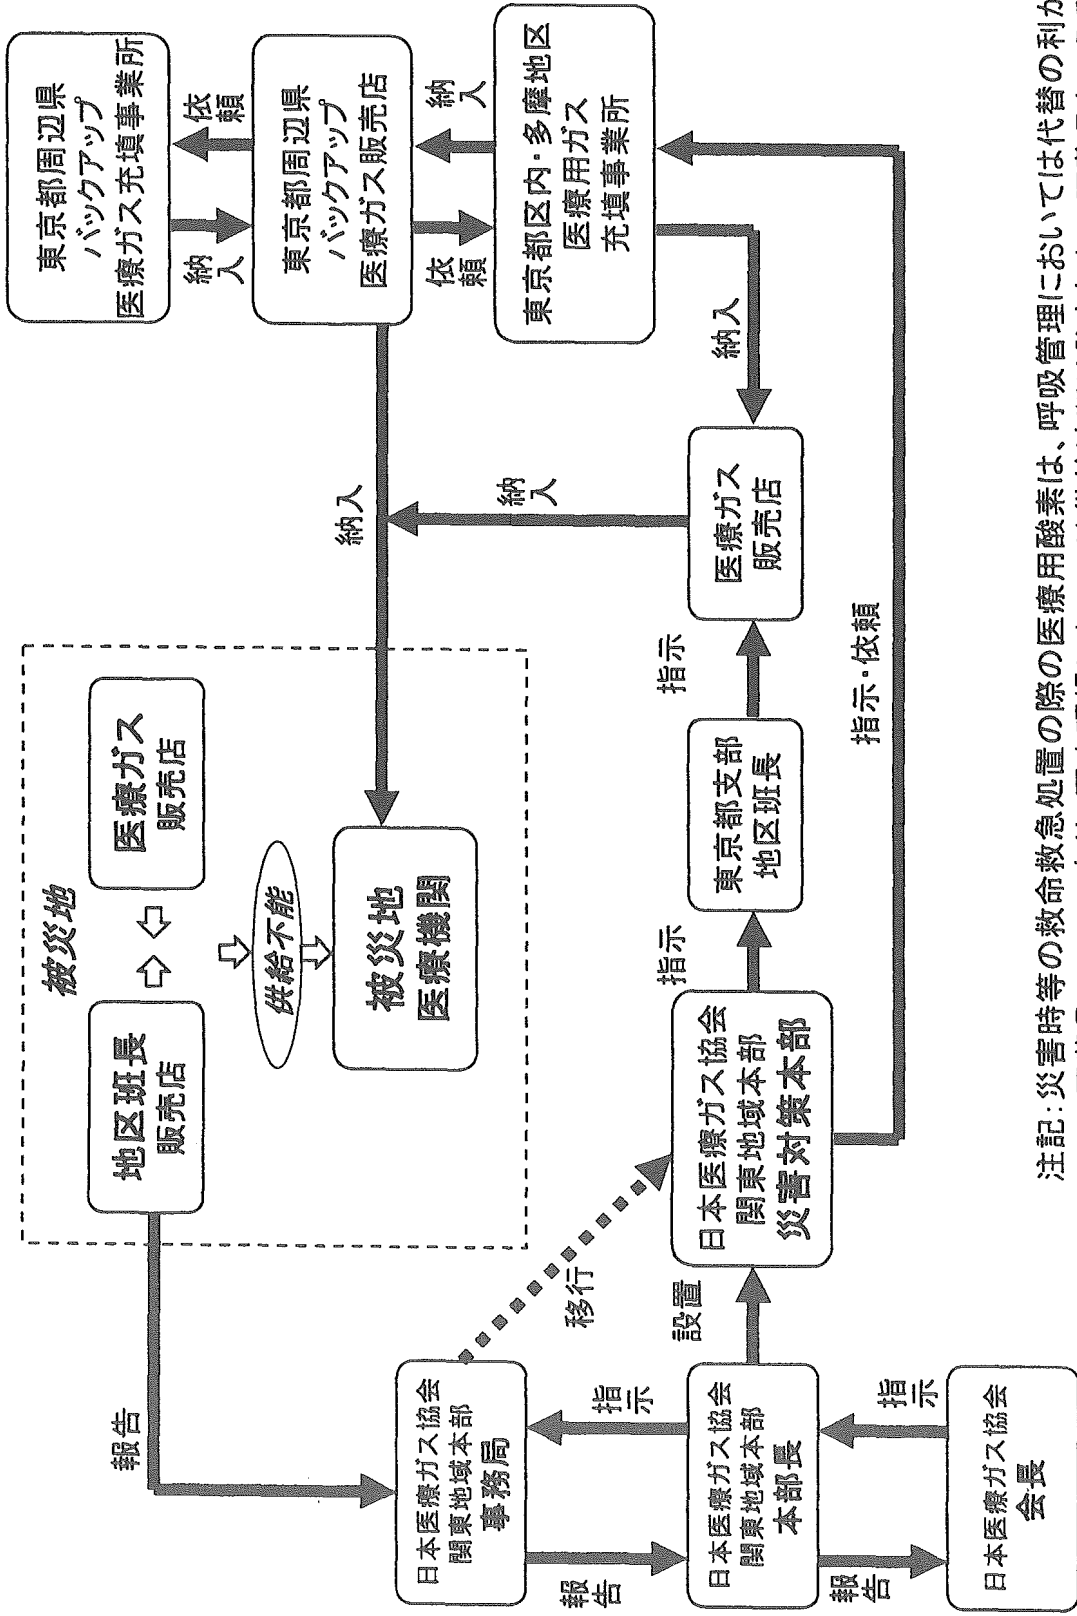 被災地
地区班長
販売店
医療ガス
販売店
供給不能
被災地
医療機関
報告
日本医療ガス協会
関東地域本部
事務局
報告
指示
日本医療ガス協会
関東地域本部
本部長
報告
指示
日本医療ガス協会
会長
移行
設置
日本医療ガス協会
関東地域本部
災害対策本部
指示
東京都支部
地区班長
指示
医療ガス
販売店
納入
納入
指示・依頼
納入
東京都周辺県
バックアップ
医療ガス充填事業所
納入
依頼
東京都周辺県
バックアップ
医療ガス販売店
依頼
納入
東京都区内・多摩地区
医療用ガス
充填事業所
注記:災害時等の救命救急処置の際の医療用酸素は、呼吸管理においては代替の利か